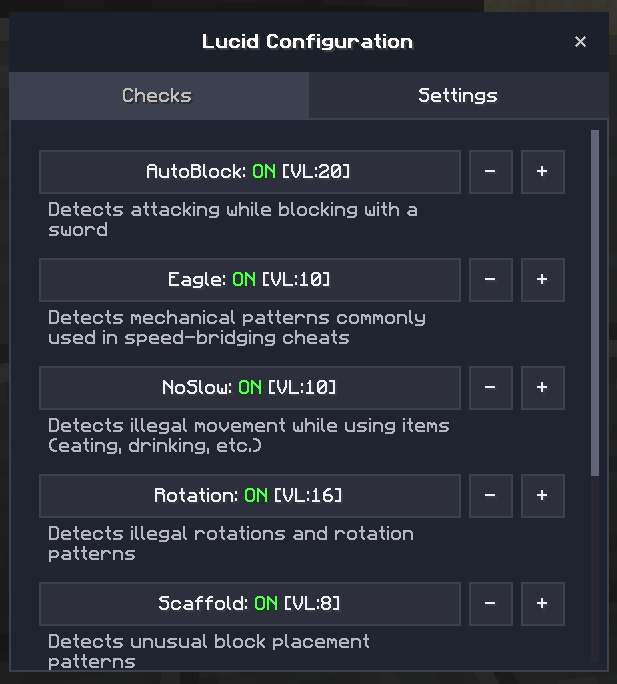 Lucid Configuration ×
Checks Settings
AutoBlock: ON [VL:20] - +
Detects attacking while blocking with a
sword
Eagle: ON [VL:10] - +
Detects mechanical patterns commonly
used in speed-bridging cheats
NoSlow: ON [VL:10] - +
Detects illegal movement while using items
(eating, drinking, etc.)
Rotation: ON [VL:16] - +
Detects illegal rotations and rotation
patterns
Scaffold: ON [VL:8] - +
Detects unusual block placement
patterns